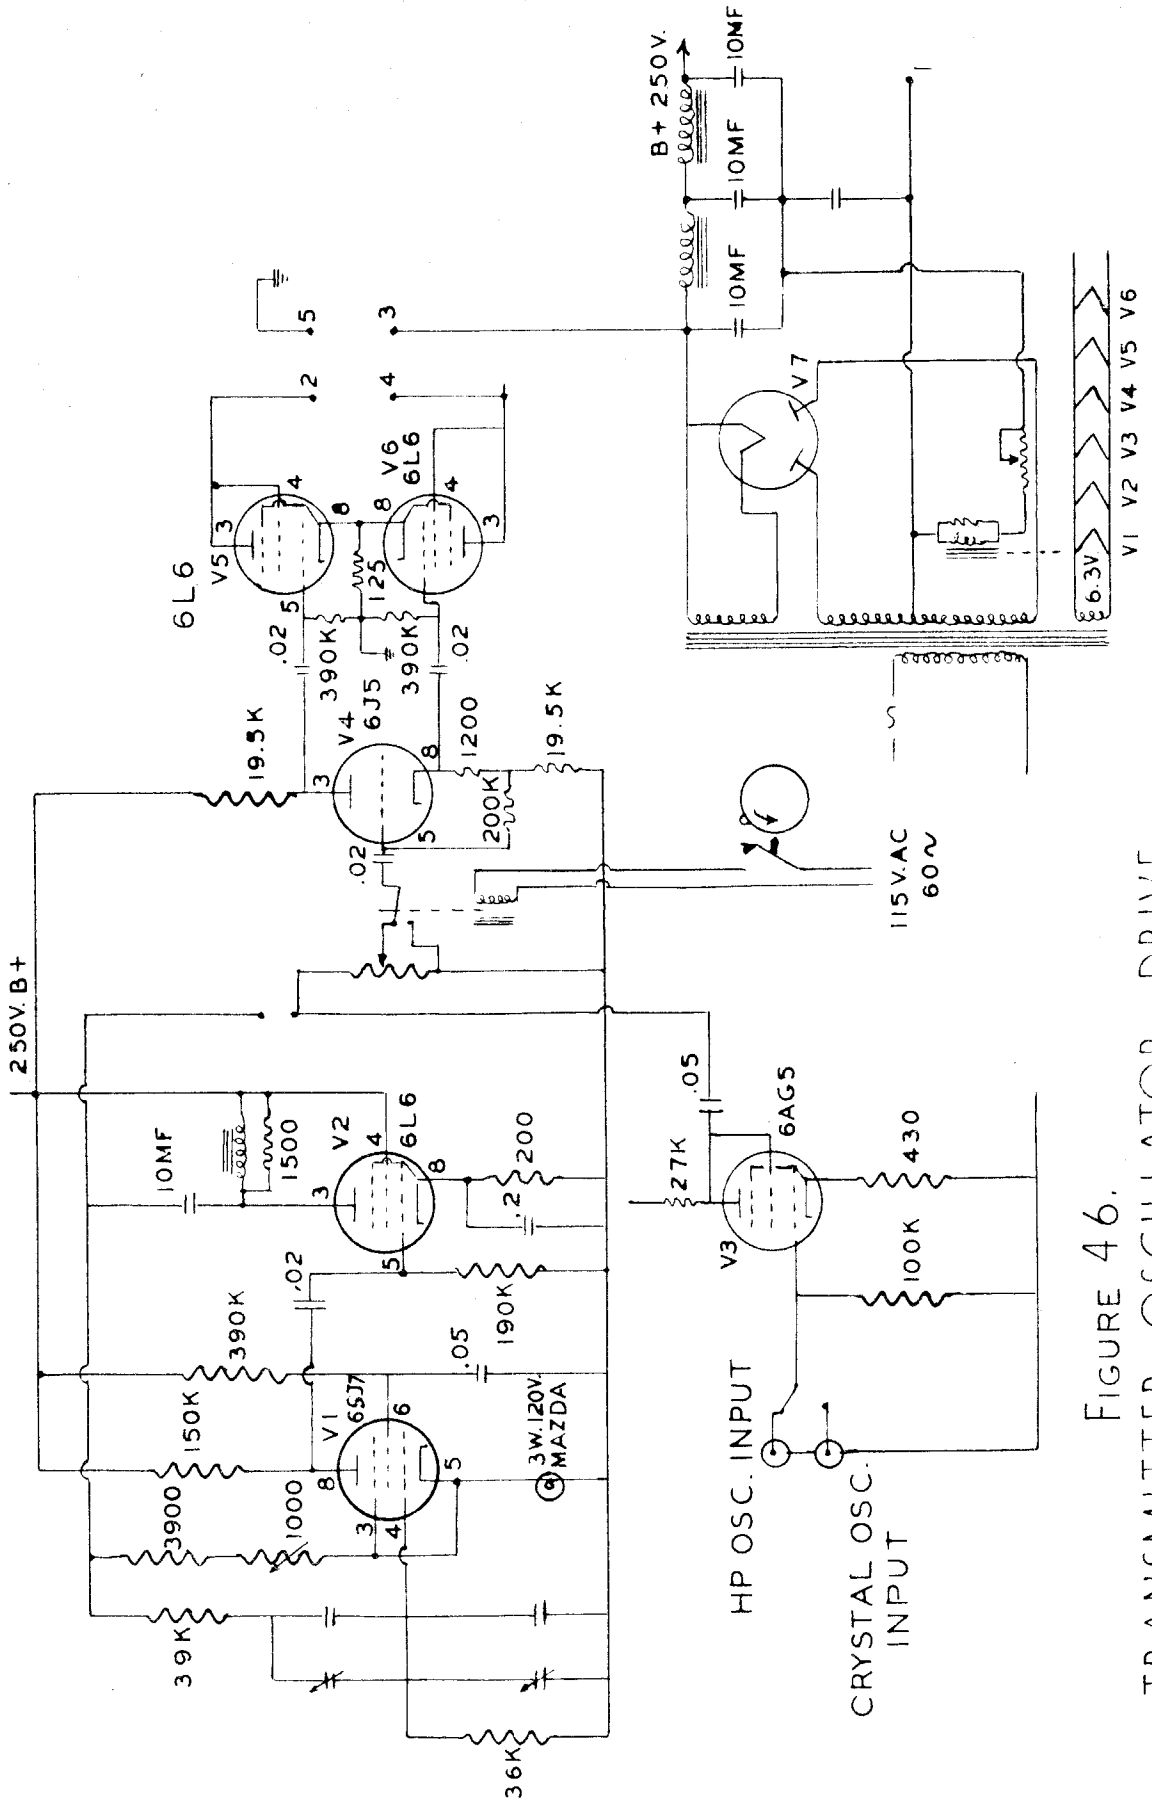 250V. B+
39K
3900
1000
150K
390K
.02
10MF
1500
V1
6SJ7
8
3
4
6
5
36K
3W. 120V.
MAZDA
.05
190K
V2
6L6
3
4
5
8
.2
200
19.5K
.02
V4
6J5
3
5
8
200K
1200
19.5K
.02
390K
390K
.02
6L6
V5
3
4
5
8
125
V6
6L6
8
4
3
2
5
4
3
HP OSC. INPUT
CRYSTAL OSC.
INPUT
V3
6AG5
27K
.05
100K
430
115V. AC
60~
B+ 250V.
10MF
10MF
10MF
V7
1
6.3V
V1 V2 V3 V4 V5 V6
FIGURE 46.
TRANSMITTER OSCILLATOR DRIVE